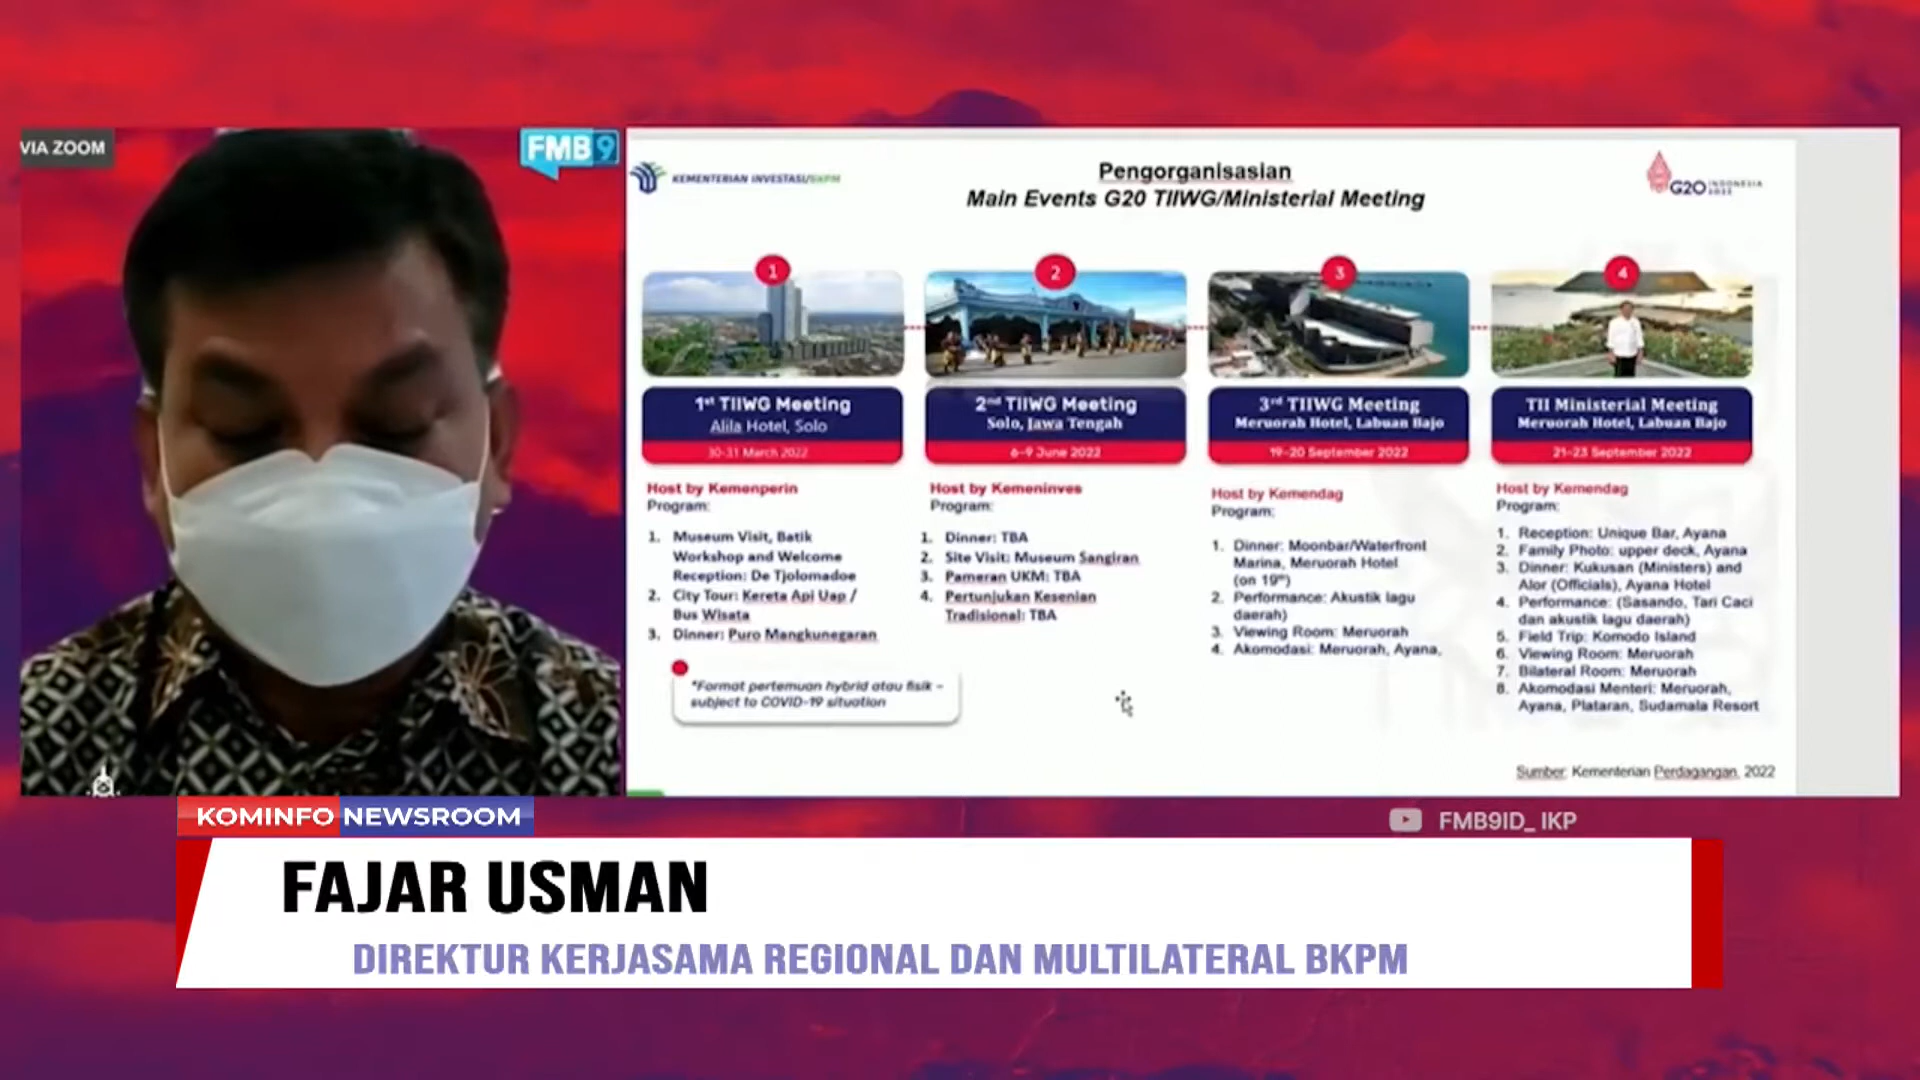 VIA ZOOM
FMB9
KEMENTERIAN INVESTASI/BKPM
Pengorganisasian
Main Events G20 TIIWG/Ministerial Meeting
G20 INDONESIA
2022
1
2
3
4
1st TIIWG Meeting
Alila Hotel, Solo
30-31 March 2022
2nd TIIWG Meeting
Solo, Jawa Tengah
6-9 June 2022
3rd TIIWG Meeting
Meruorah Hotel, Labuan Bajo
19-20 September 2022
TII Ministerial Meeting
Meruorah Hotel, Labuan Bajo
21-23 September 2022
Host by Kemenperin
Program:
1. Museum Visit, Batik
Workshop and Welcome
Reception: De Tjolomadoe
2. City Tour: Kereta Api Uap /
Bus Wisata
3. Dinner: Puro Mangkunegaran
Host by Kemeninves
Program:
1. Dinner: TBA
2. Site Visit: Museum Sangiran
3. Pameran UKM: TBA
4. Pertunjukan Kesenian
Tradisional: TBA
Host by Kemendag
Program:
1. Dinner: Moonbar/Waterfront
Marina, Meruorah Hotel
(on 19th)
2. Performance: Akustik lagu
daerah)
3. Viewing Room: Meruorah
4. Akomodasi: Meruorah, Ayana,
Host by Kemendag
Program:
1. Reception: Unique Bar, Ayana
2. Family Photo: upper deck, Ayana
3. Dinner: Kukusan (Ministers) and
Alor (Officials), Ayana Hotel
4. Performance: (Sasando, Tari Caci
dan akustik lagu daerah)
5. Field Trip: Komodo Island
6. Viewing Room: Meruorah
7. Bilateral Room: Meruorah
8. Akomodasi Menteri: Meruorah,
Ayana, Plataran, Sudamala Resort
*Format pertemuan hybrid atau fisik –
subject to COVID-19 situation
Sumber: Kementerian Perdagangan, 2022
KOMINFO NEWSROOM
FMB9ID_ IKP
FAJAR USMAN
DIREKTUR KERJASAMA REGIONAL DAN MULTILATERAL BKPM